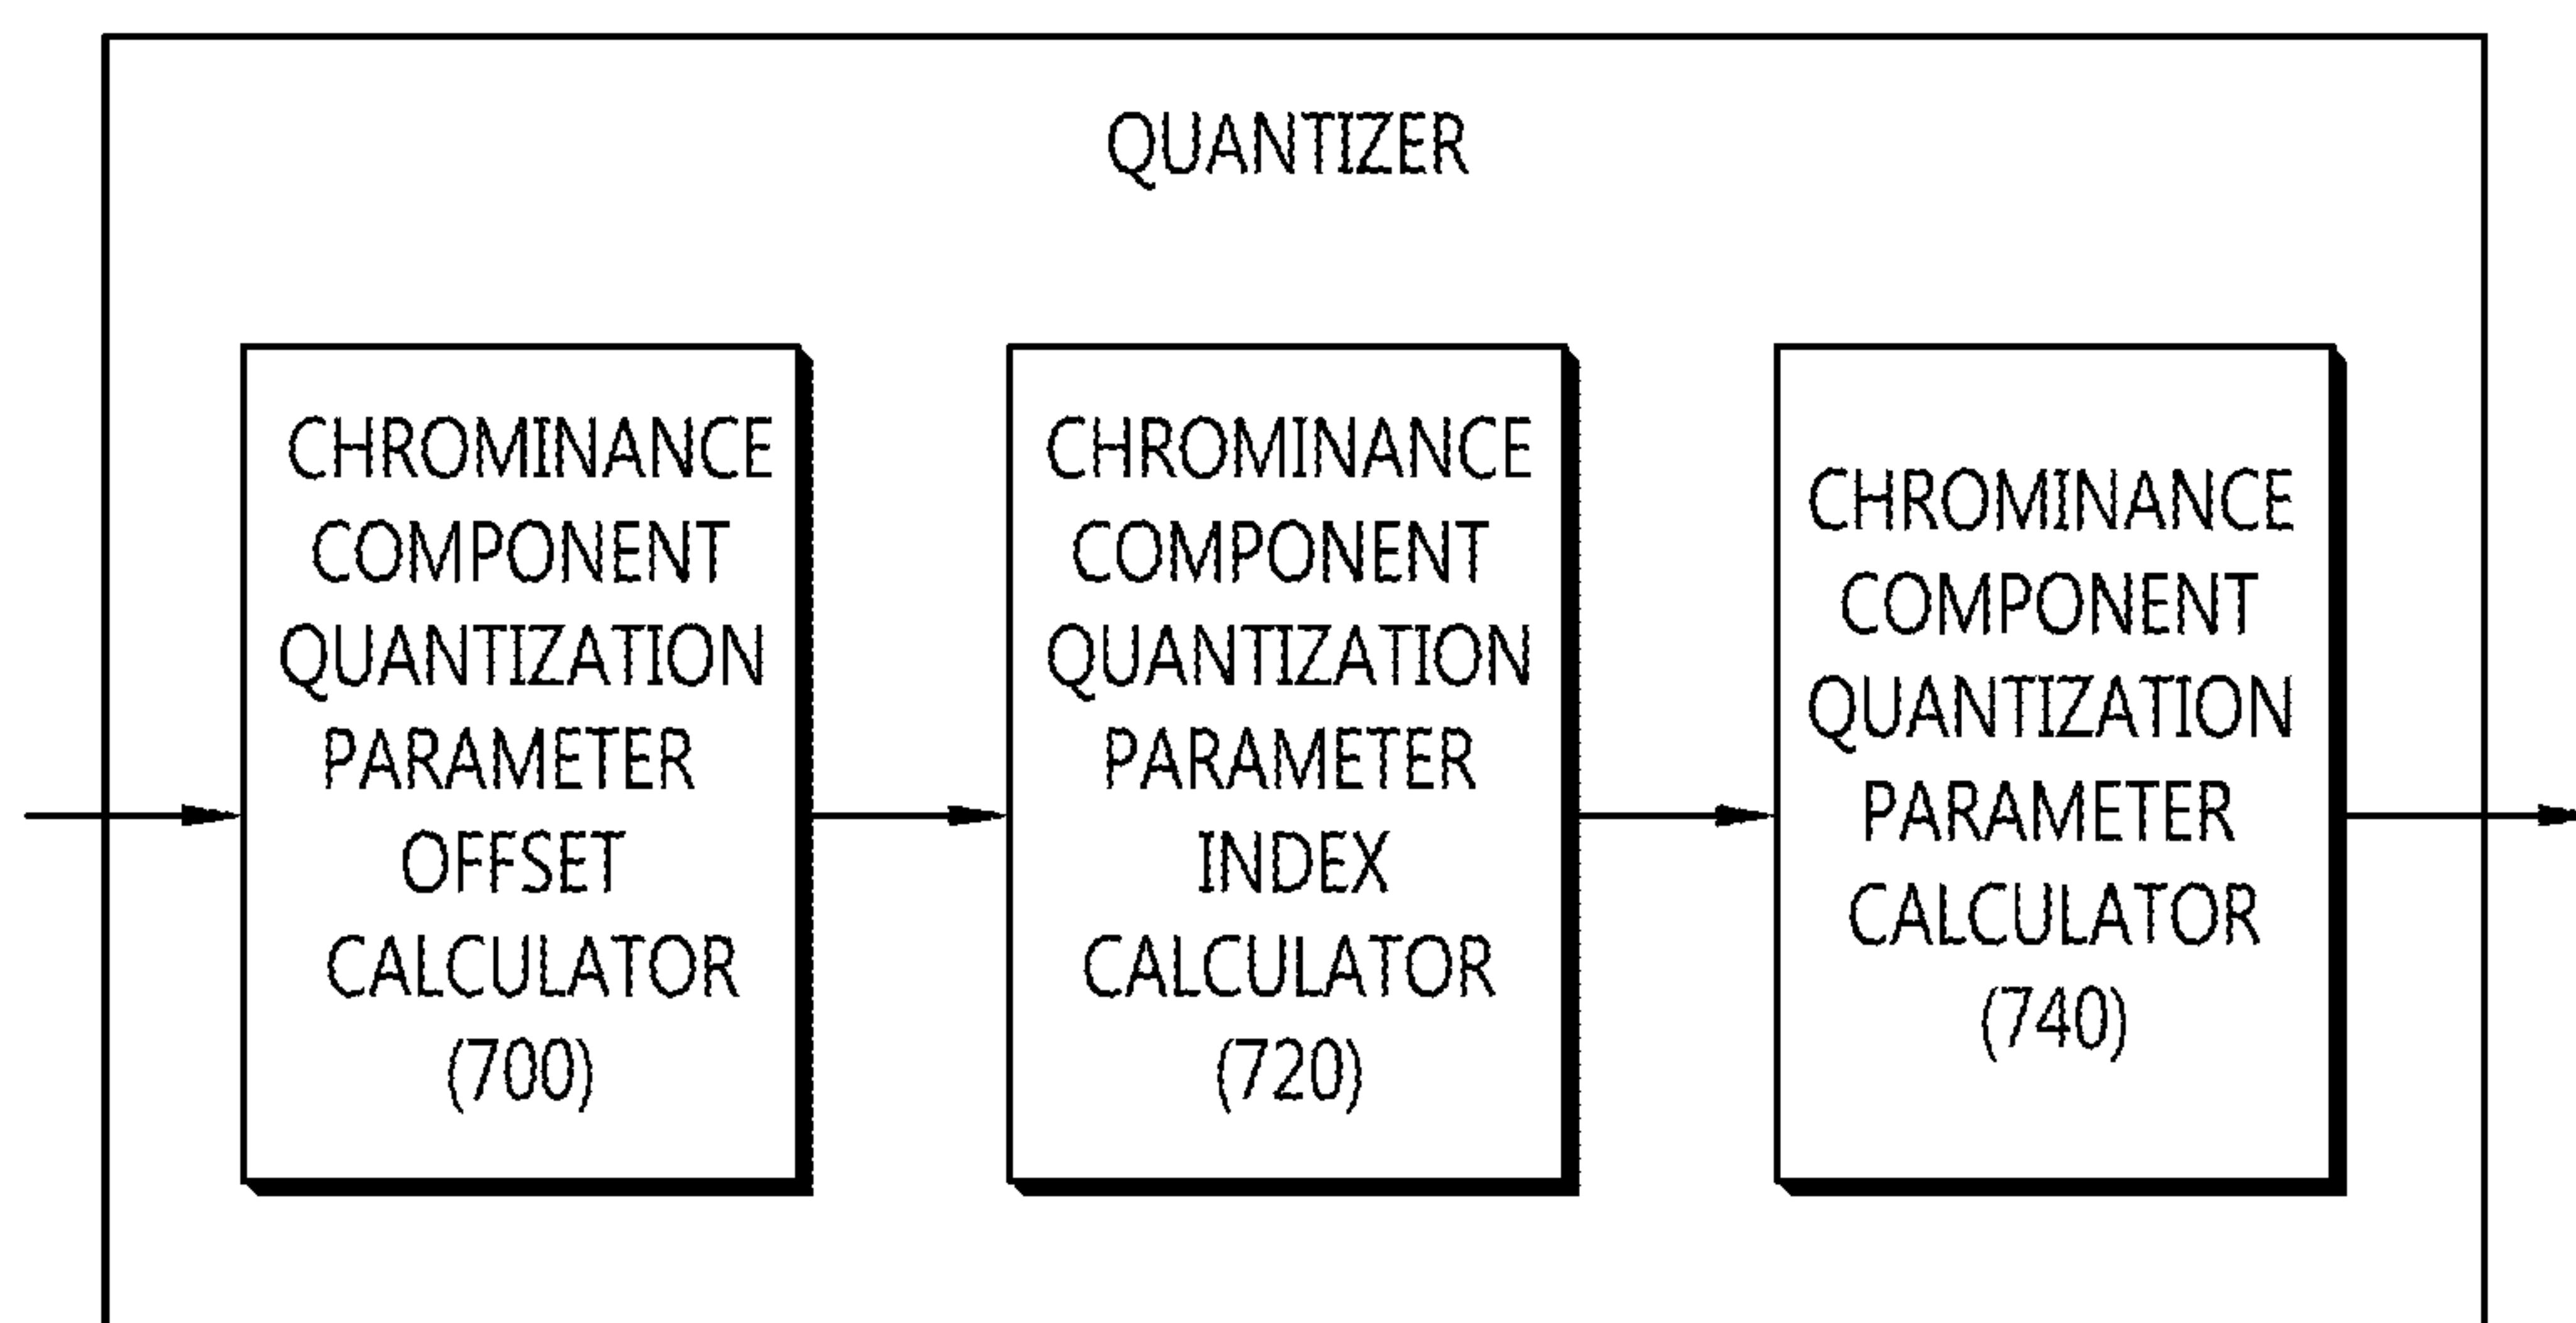 QUANTIZER
CHROMINANCE
COMPONENT
QUANTIZATION
PARAMETER
OFFSET
CALCULATOR
(700)
CHROMINANCE
COMPONENT
QUANTIZATION
PARAMETER
INDEX
CALCULATOR
(720)
CHROMINANCE
COMPONENT
QUANTIZATION
PARAMETER
CALCULATOR
(740)